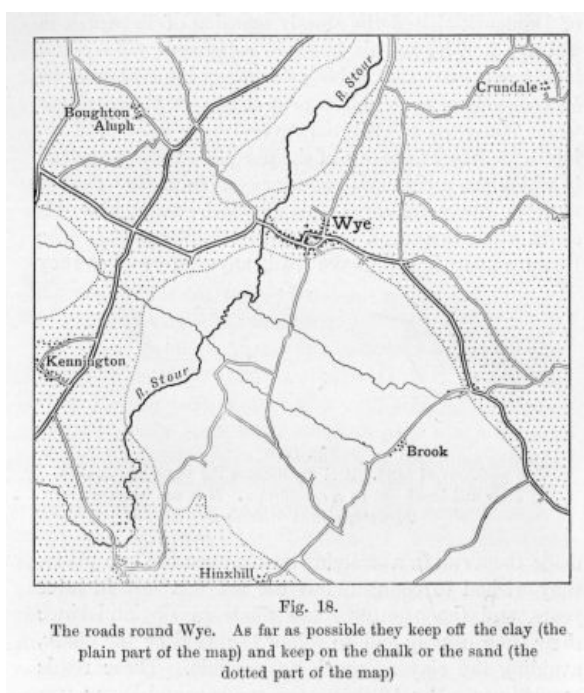 R. Stour
Crundale
Boughton
Aluph
Wye
Kennington
R. Stour
Brook
Hinxhill
Fig. 18.
The roads round Wye. As far as possible they keep off the clay (the
plain part of the map) and keep on the chalk or the sand (the
dotted part of the map)